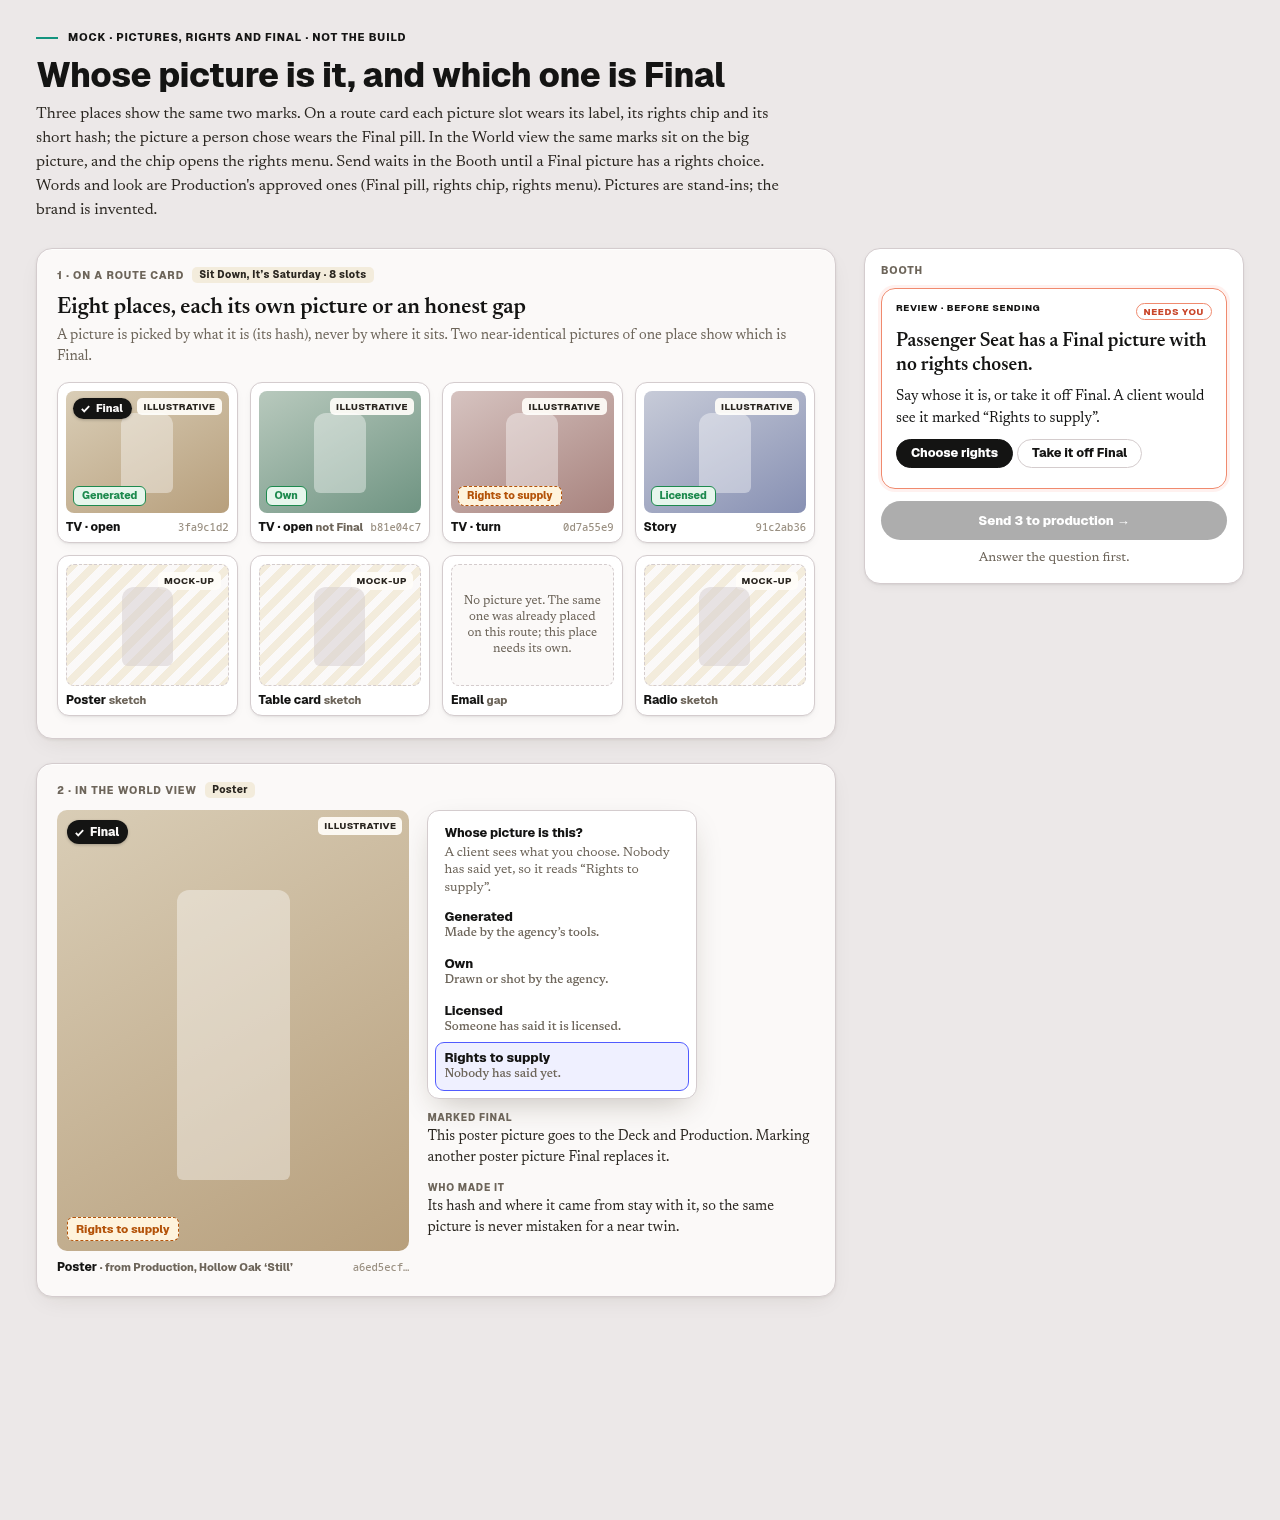 MOCK · PICTURES, RIGHTS AND FINAL · NOT THE BUILD
Whose picture is it, and which one is Final
Three places show the same two marks. On a route card each picture slot wears its label, its rights chip and its
short hash; the picture a person chose wears the Final pill. In the World view the same marks sit on the big
picture, and the chip opens the rights menu. Send waits in the Booth until a Final picture has a rights choice.
Words and look are Production's approved ones (Final pill, rights chip, rights menu). Pictures are stand-ins; the
brand is invented.
1 · ON A ROUTE CARD Sit Down, It's Saturday · 8 slots
Eight places, each its own picture or an honest gap
A picture is picked by what it is (its hash), never by where it sits. Two near-identical pictures of one place show which is
Final.
✓ Final ILLUSTRATIVE
Generated
TV · open 3fa9c1d2
ILLUSTRATIVE
Own
TV · open not Final b81e04c7
ILLUSTRATIVE
Rights to supply
TV · turn 0d7a55e9
ILLUSTRATIVE
Licensed
Story 91c2ab36
MOCK-UP
Poster sketch
MOCK-UP
Table card sketch
No picture yet. The same
one was already placed
on this route; this place
needs its own.
Email gap
MOCK-UP
Radio sketch
BOOTH
REVIEW · BEFORE SENDING NEEDS YOU
Passenger Seat has a Final picture with
no rights chosen.
Say whose it is, or take it off Final. A client would
see it marked “Rights to supply”.
Choose rights Take it off Final
Send 3 to production →
Answer the question first.
2 · IN THE WORLD VIEW Poster
✓ Final ILLUSTRATIVE
Rights to supply
Poster · from Production, Hollow Oak ‘Still’ a6ed5ecf…
Whose picture is this?
A client sees what you choose. Nobody
has said yet, so it reads “Rights to
supply”.
Generated
Made by the agency’s tools.
Own
Drawn or shot by the agency.
Licensed
Someone has said it is licensed.
Rights to supply
Nobody has said yet.
MARKED FINAL
This poster picture goes to the Deck and Production. Marking
another poster picture Final replaces it.
WHO MADE IT
Its hash and where it came from stay with it, so the same
picture is never mistaken for a near twin.